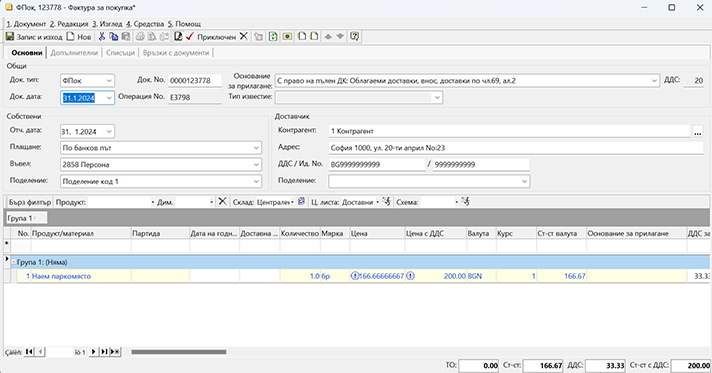 ФПок, 123778 - Фактура за покупка*
1. Документ 2. Редакция 3. Изглед 4. Средства 5. Помощ
Запис и изход Нов Приключен
Основни Допълнителни Списъци Връзки с документи
Общи
Док. тип: ФПок Док. No. 0000123778 Основание за прилагане: С право на пълен ДК: Облагаеми доставки, внос, доставки по чл.69, ал.2 ДДС: 20
Док. дата: 31.1.2024 Операция No. E3798 Тип известие:
Собствени Доставчик
Отч. дата: 31. 1.2024 Контрагент: 1 Контрагент ...
Плащане: По банков път Адрес: София 1000, ул. 20-ти април No:23
Въвел: 2858 Персона ДДС / Ид. No. BG9999999999 / 9999999999
Поделение: Поделение код 1 Поделение:
Бърз филтър Продукт: Дим. Склад: Централен Ц. листа: Доставни Схема:
Група 1
No. Продукт/материал Партида Дата на годн... Доставна ... Количество Мярка Цена Цена с ДДС Валута Курс Ст-ст валута Основание за прилагане ДДС за
Група 1: (Няма)
1 Наем паркомясто 1.0 бр 166.66666667 200.00 BGN 1 166.67 33.33
Çàïèñ: 1 îò 1
ТО: 0.00 Ст-ст: 166.67 ДДС: 33.33 Ст-ст с ДДС: 200.00